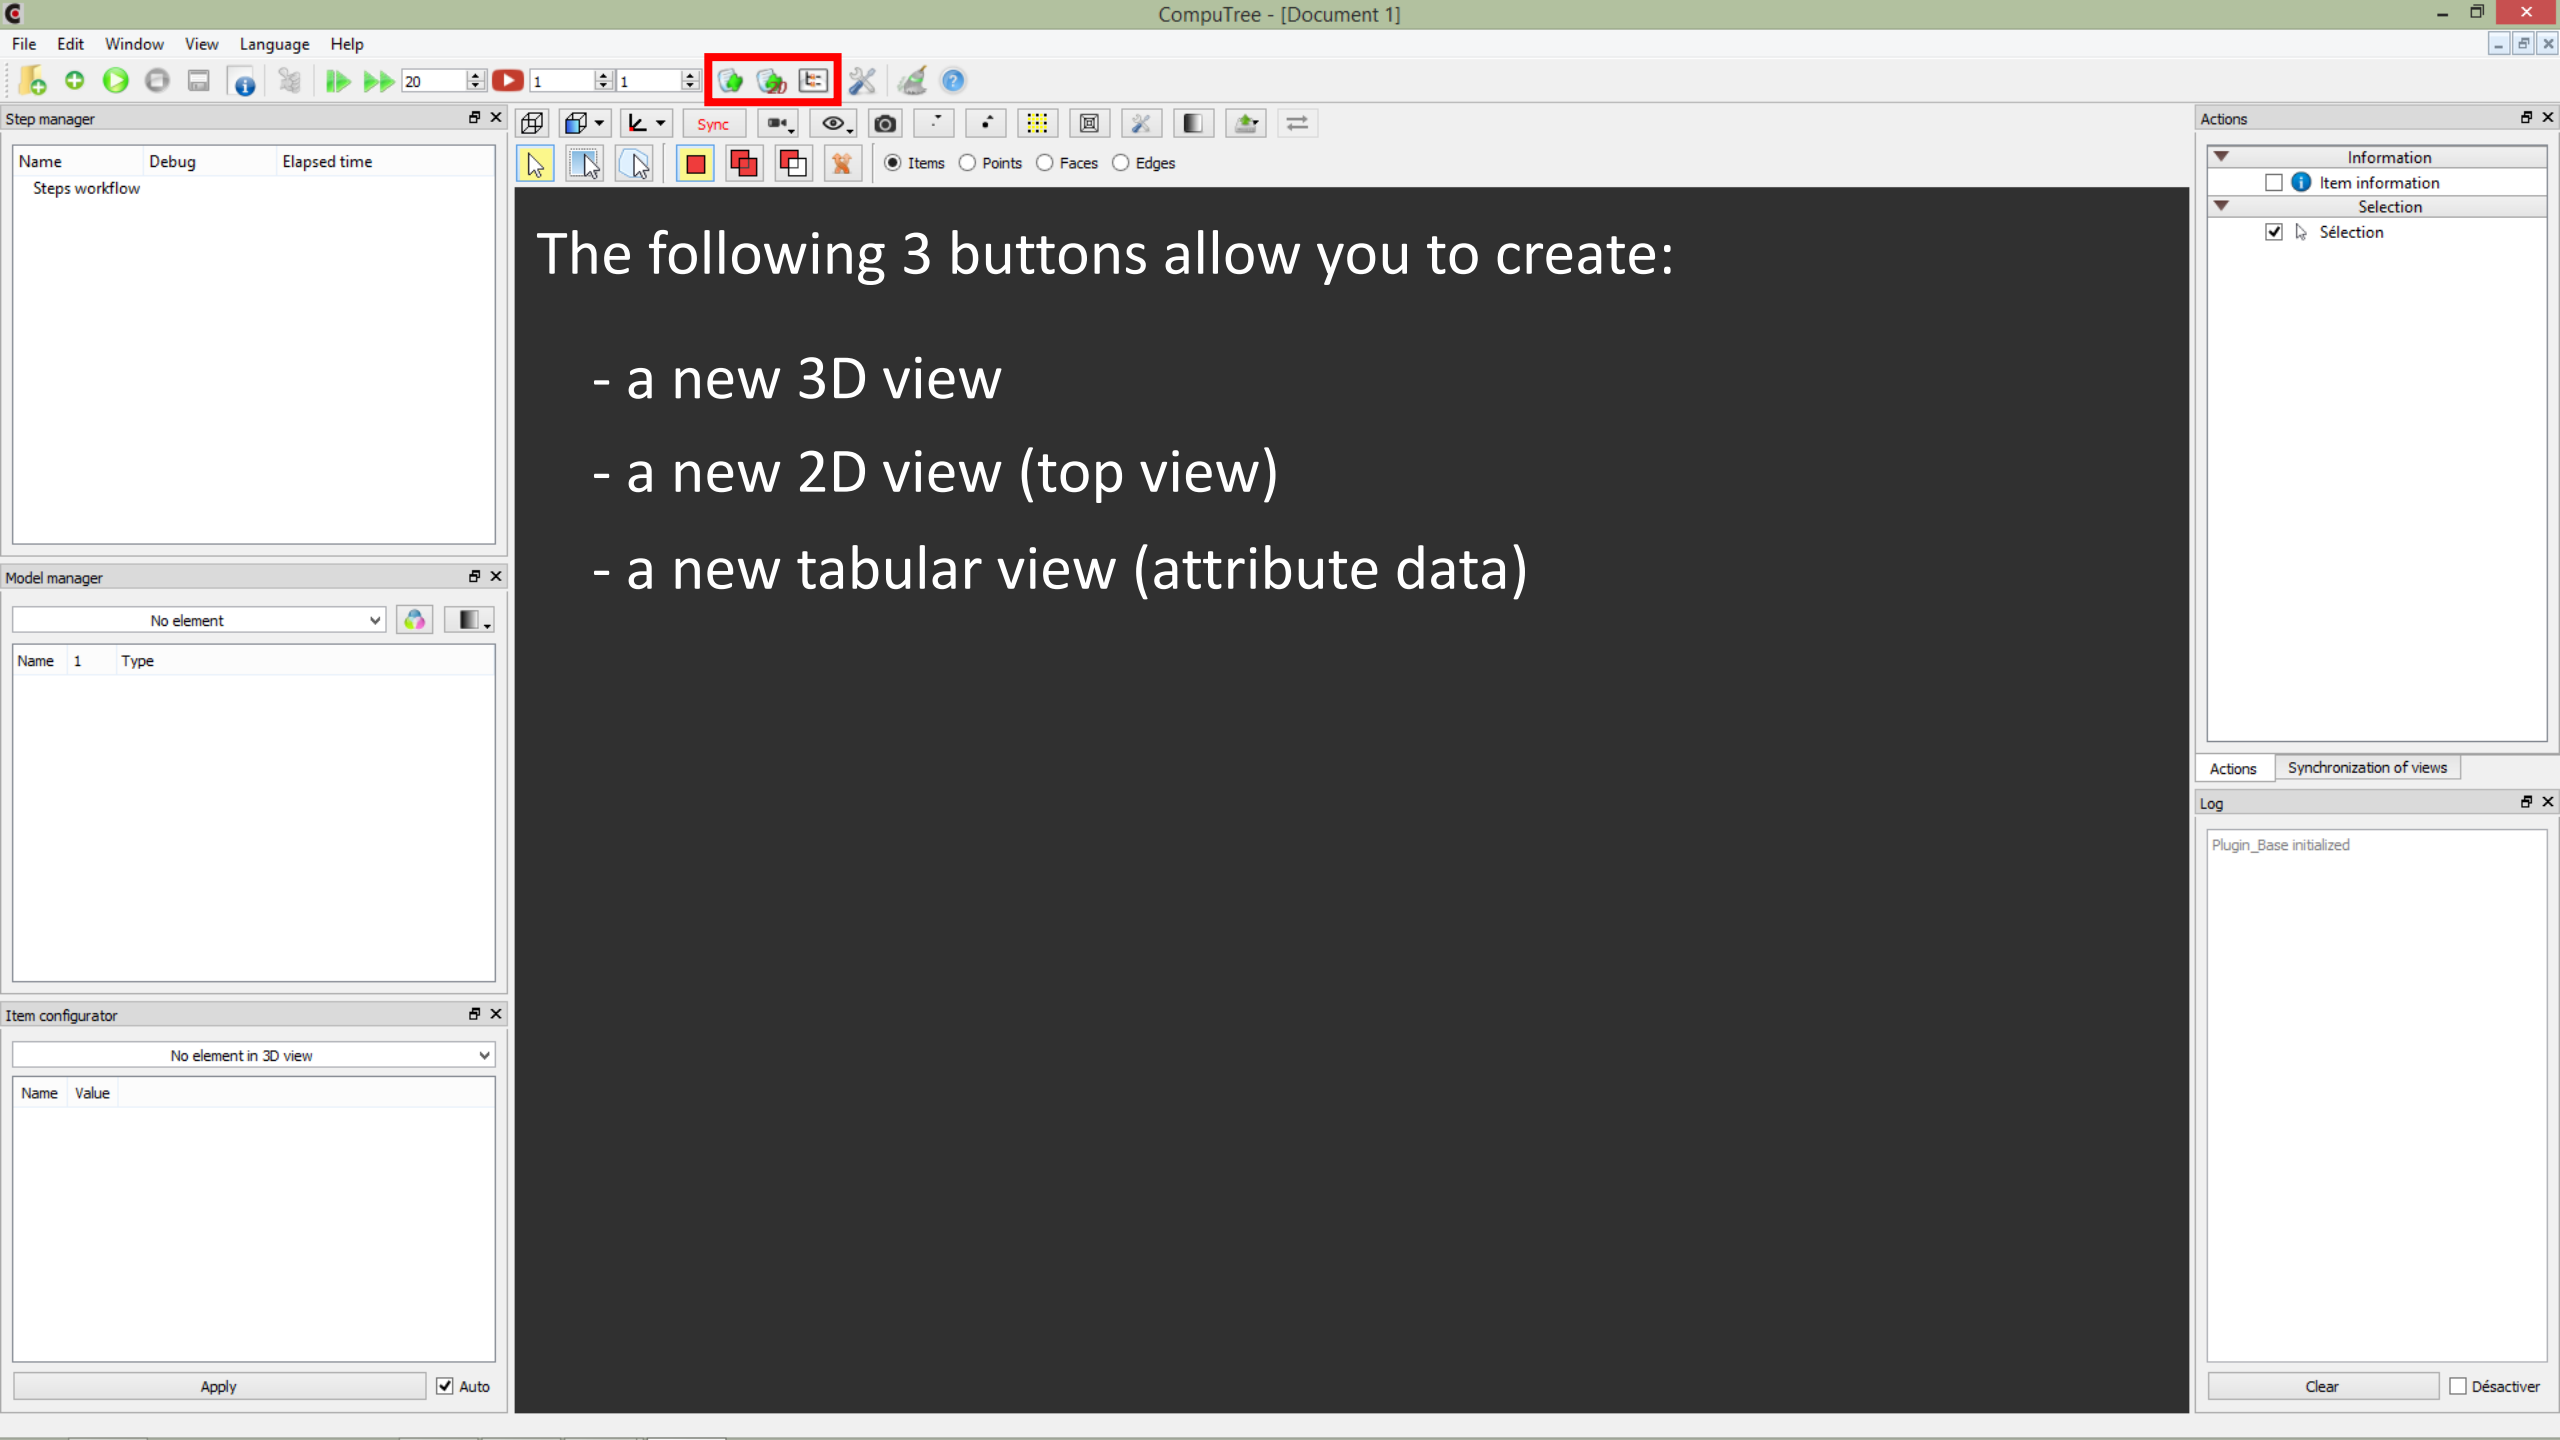 CompuTree - [Document 1]
File Edit Window View Language Help
20 1 1 2D
Step manager
Name Debug Elapsed time
Steps workflow
Sync
Items Points Faces Edges
The following 3 buttons allow you to create:
- a new 3D view
- a new 2D view (top view)
- a new tabular view (attribute data)
Model manager
No element
Name 1 Type
Item configurator
No element in 3D view
Name Value
Apply Auto
Actions
Information
Item information
Selection
Sélection
Actions Synchronization of views
Log
Plugin_Base initialized
Clear Désactiver